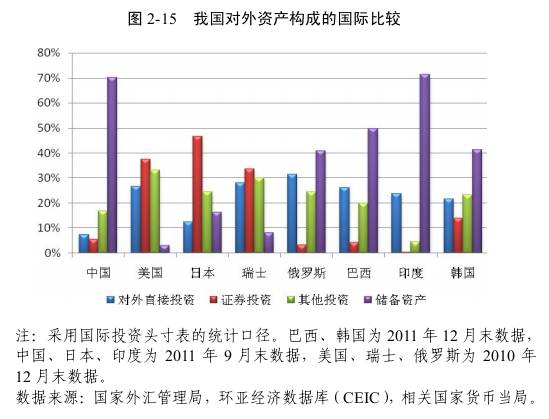 图 2-15 我国对外资产构成的国际比较
80%
70%
60%
50%
40%
30%
20%
10%
0%
中国 美国 日本 瑞士 俄罗斯 巴西 印度 韩国
对外直接投资 证券投资 其他投资 储备资产
注：采用国际投资头寸表的统计口径。巴西、韩国为 2011 年 12 月末数据，
中国、日本、印度为 2011 年 9 月末数据，美国、瑞士、俄罗斯为 2010 年
12 月末数据。
数据来源：国家外汇管理局，环亚经济数据库（CEIC），相关国家货币当局。